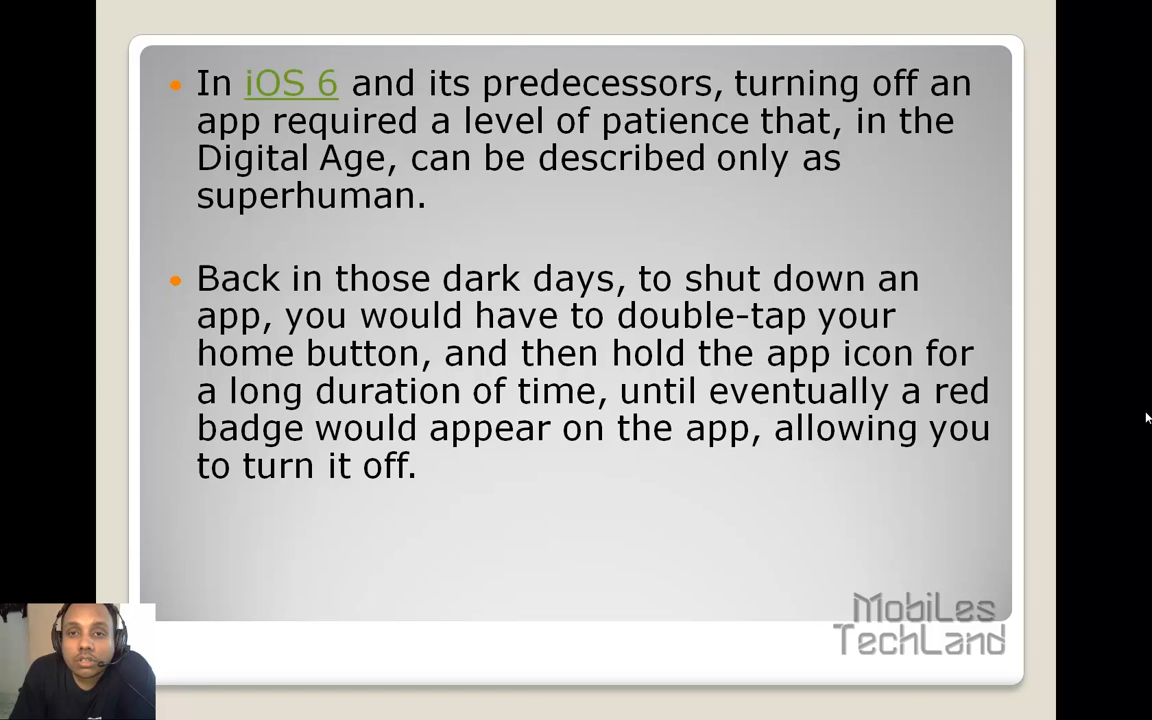 In iOS 6 and its predecessors, turning off an
app required a level of patience that, in the
Digital Age, can be described only as
superhuman.
Back in those dark days, to shut down an
app, you would have to double-tap your
home button, and then hold the app icon for
a long duration of time, until eventually a red
badge would appear on the app, allowing you
to turn it off.
MobiLes
TechLand